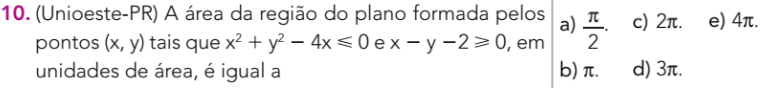 10. (Unioeste-PR) A área da região do plano formada pelos
pontos (x, y) tais que x² + y² − 4x ⩽ 0 e x − y −2 ⩾ 0, em
unidades de área, é igual a
a) π/2. c) 2π. e) 4π.
b) π. d) 3π.